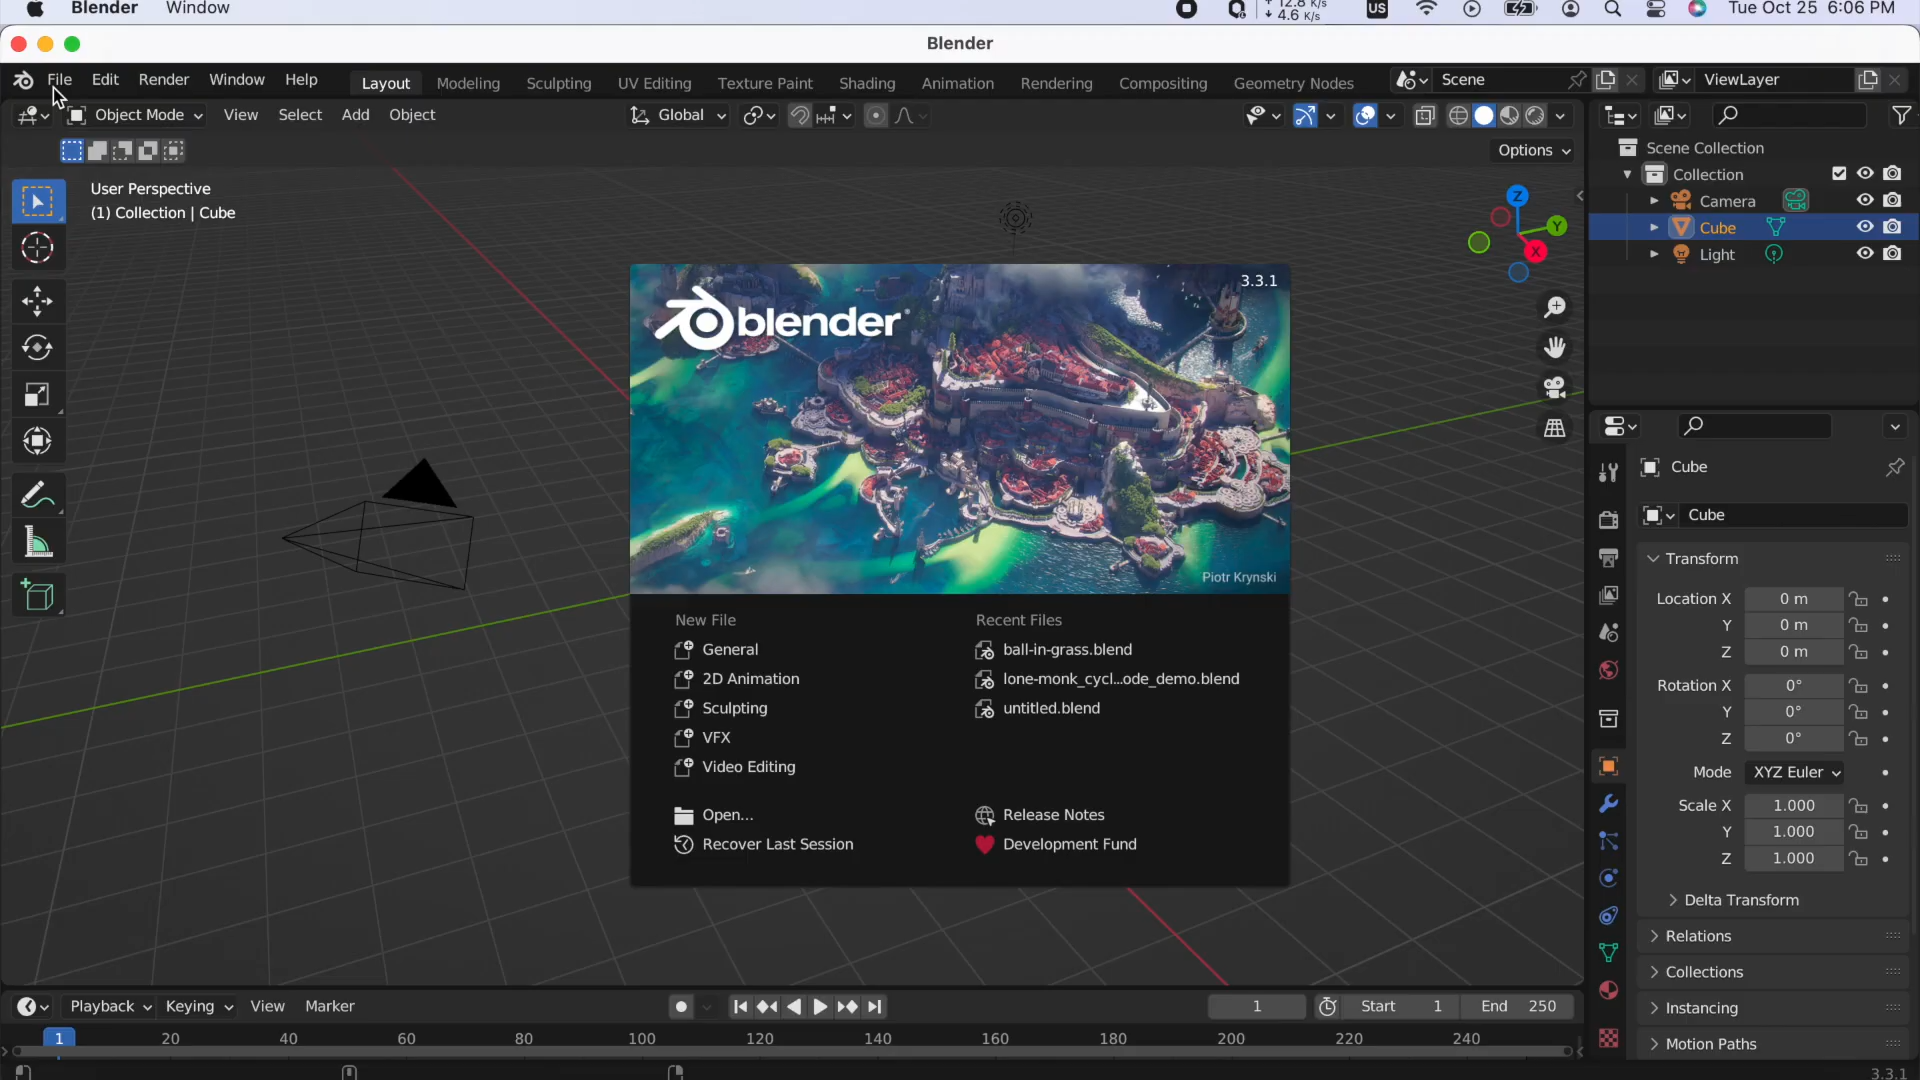 Blender Window 12.8 K/s 4.6 K/s US Tue Oct 25 6:06 PM
Blender
File Edit Render Window Help Layout Modeling Sculpting UV Editing Texture Paint Shading Animation Rendering Compositing Geometry Nodes Scene ViewLayer
Object Mode View Select Add Object Global
Options
User Perspective
(1) Collection | Cube
Z
Y
X
Scene Collection
Collection
Camera
Cube
Light
3.3.1
blender
Piotr Krynski
New File
General
2D Animation
Sculpting
VFX
Video Editing
Open...
Recover Last Session
Recent Files
ball-in-grass.blend
lone-monk_cycl...ode_demo.blend
untitled.blend
Release Notes
Development Fund
Cube
Cube
Transform
Location X 0 m
Y 0 m
Z 0 m
Rotation X 0°
Y 0°
Z 0°
Mode XYZ Euler
Scale X 1.000
Y 1.000
Z 1.000
Delta Transform
Relations
Collections
Instancing
Motion Paths
Playback Keying View Marker 1 Start 1 End 250
1 20 40 60 80 100 120 140 160 180 200 220 240
3.3.1